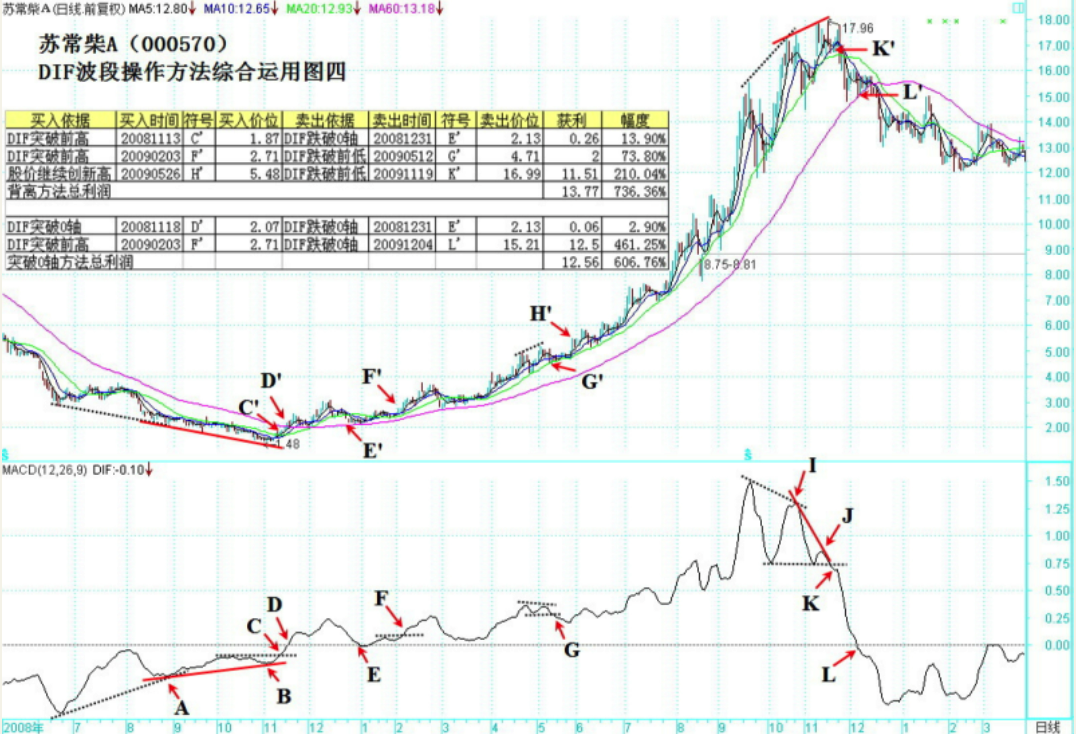 苏常柴A(日线.前复权) MA5:12.80 MA10:12.65 MA20:12.93 MA60:13.18
苏常柴A（000570）
DIF波段操作方法综合运用图四
买入依据 买入时间 符号 买入价位 卖出依据 卖出时间 符号 卖出价位 获利 幅度
DIF突破前高 20081113 C' 1.87 DIF跌破0轴 20081231 E' 2.13 0.26 13.90%
DIF突破前高 20090203 F' 2.71 DIF跌破前低 20090512 G' 4.71 2 73.80%
股价继续创新高 20090526 H' 5.48 DIF跌破前低 20091119 K' 16.99 11.51 210.04%
背离方法总利润 13.77 736.36%
DIF突破0轴 20081118 D' 2.07 DIF跌破0轴 20081231 E' 2.13 0.06 2.90%
DIF突破前高 20090203 F' 2.71 DIF跌破0轴 20091204 L' 15.21 12.5 461.25%
突破0轴方法总利润 12.56 606.76%
17.96
K'
L'
8.75-8.81
H'
G'
F'
D'
C'
E'
1.48
18.00
17.00
16.00
15.00
14.00
13.00
12.00
11.00
10.00
9.00
8.00
7.00
6.00
5.00
4.00
3.00
2.00
MACD(12,26,9) DIF:-0.10
I
J
K
L
F
G
D
C
E
B
A
1.50
1.25
1.00
0.75
0.50
0.25
0.00
2008年 7 8 9 10 11 12 1 2 3 4 5 6 7 8 9 10 11 12 1 2 3 日线